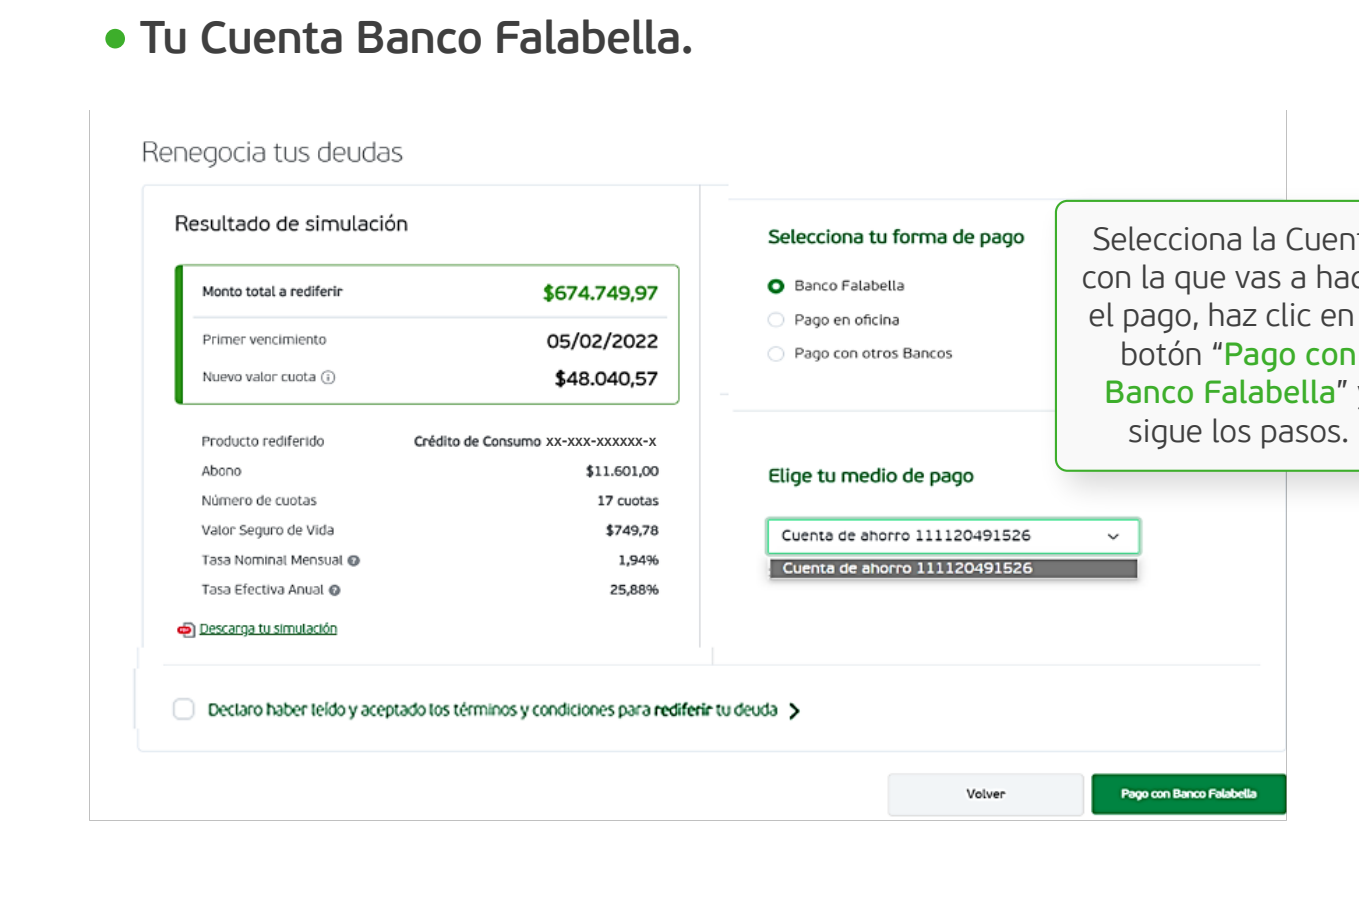 Tu Cuenta Banco Falabella.
Renegocia tus deudas
Resultado de simulación
Monto total a rediferir $674.749,97
Primer vencimiento 05/02/2022
Nuevo valor cuota $48.040,57
Producto rediferido Crédito de Consumo xx-xxx-xxxxxx-x
Abono $11.601,00
Número de cuotas 17 cuotas
Valor Seguro de Vida $749,78
Tasa Nominal Mensual 1,94%
Tasa Efectiva Anual 25,88%
Descarga tu simulación
Selecciona tu forma de pago
Banco Falabella
Pago en oficina
Pago con otros Bancos
Elige tu medio de pago
Cuenta de ahorro 111120491526
Cuenta de ahorro 111120491526
Selecciona la Cuent
con la que vas a hac
el pago, haz clic en
botón “Pago con
Banco Falabella” y
sigue los pasos.
Declaro haber leído y aceptado los términos y condiciones para rediferir tu deuda
Volver
Pago con Banco Falabella